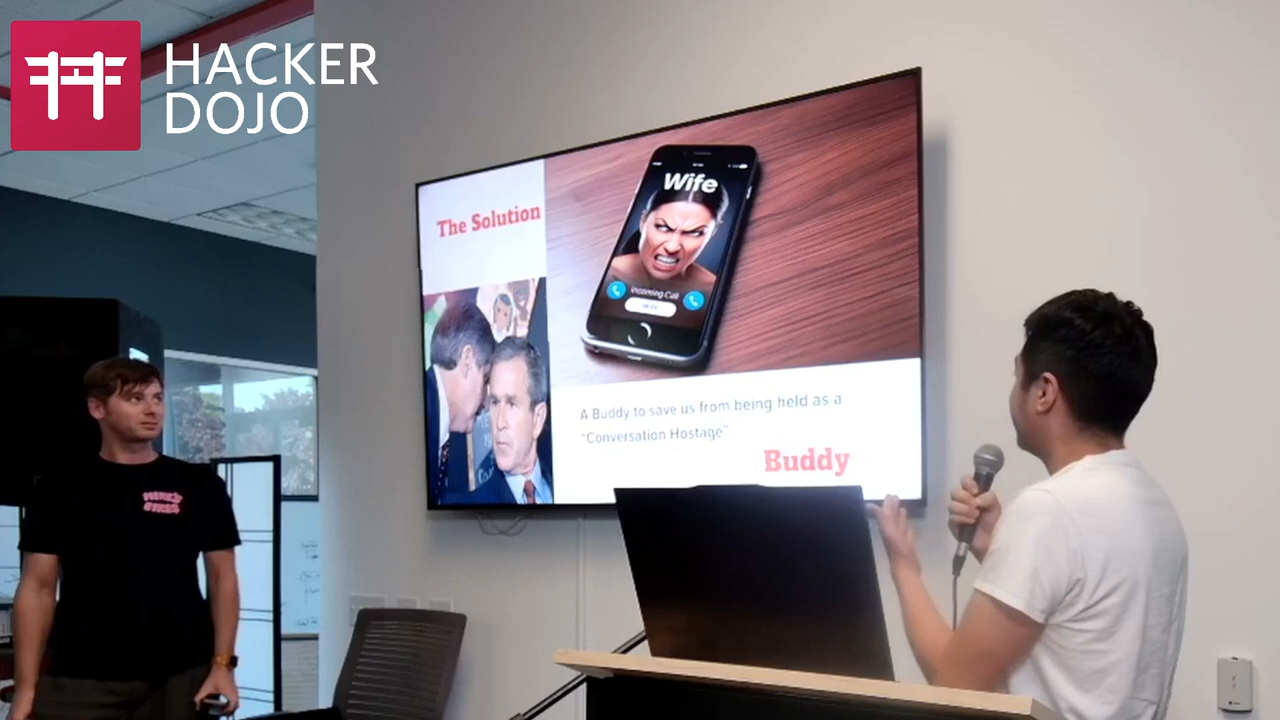 HACKER
DOJO
The Solution
Wife
Incoming Call
A Buddy to save us from being held as a
"Conversation Hostage"
Buddy